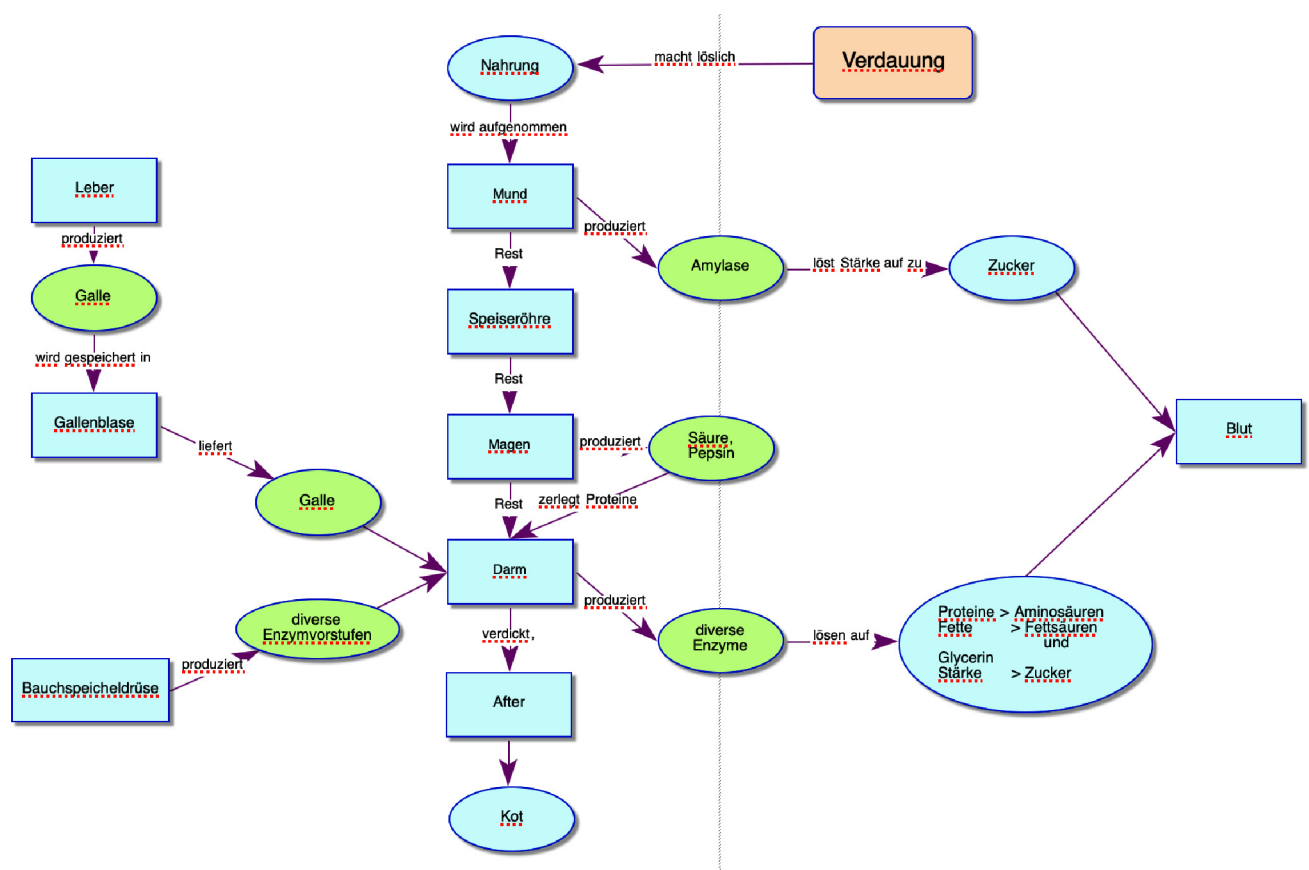 Verdauung
macht löslich
Nahrung
wird aufgenommen
Mund
produziert
Amylase
löst Stärke auf zu
Zucker
Rest
Speiseröhre
Rest
Magen
produziert
Säure,
Pepsin
zerlegt Proteine
Rest
Darm
produziert
diverse
Enzyme
lösen auf
Proteine > Aminosäuren
Fette > Fettsäuren
und
Glycerin
Stärke > Zucker
Blut
verdickt,
After
Kot
Leber
produziert
Galle
wird gespeichert in
Gallenblase
liefert
Galle
Bauchspeicheldrüse
produziert
diverse
Enzymvorstufen